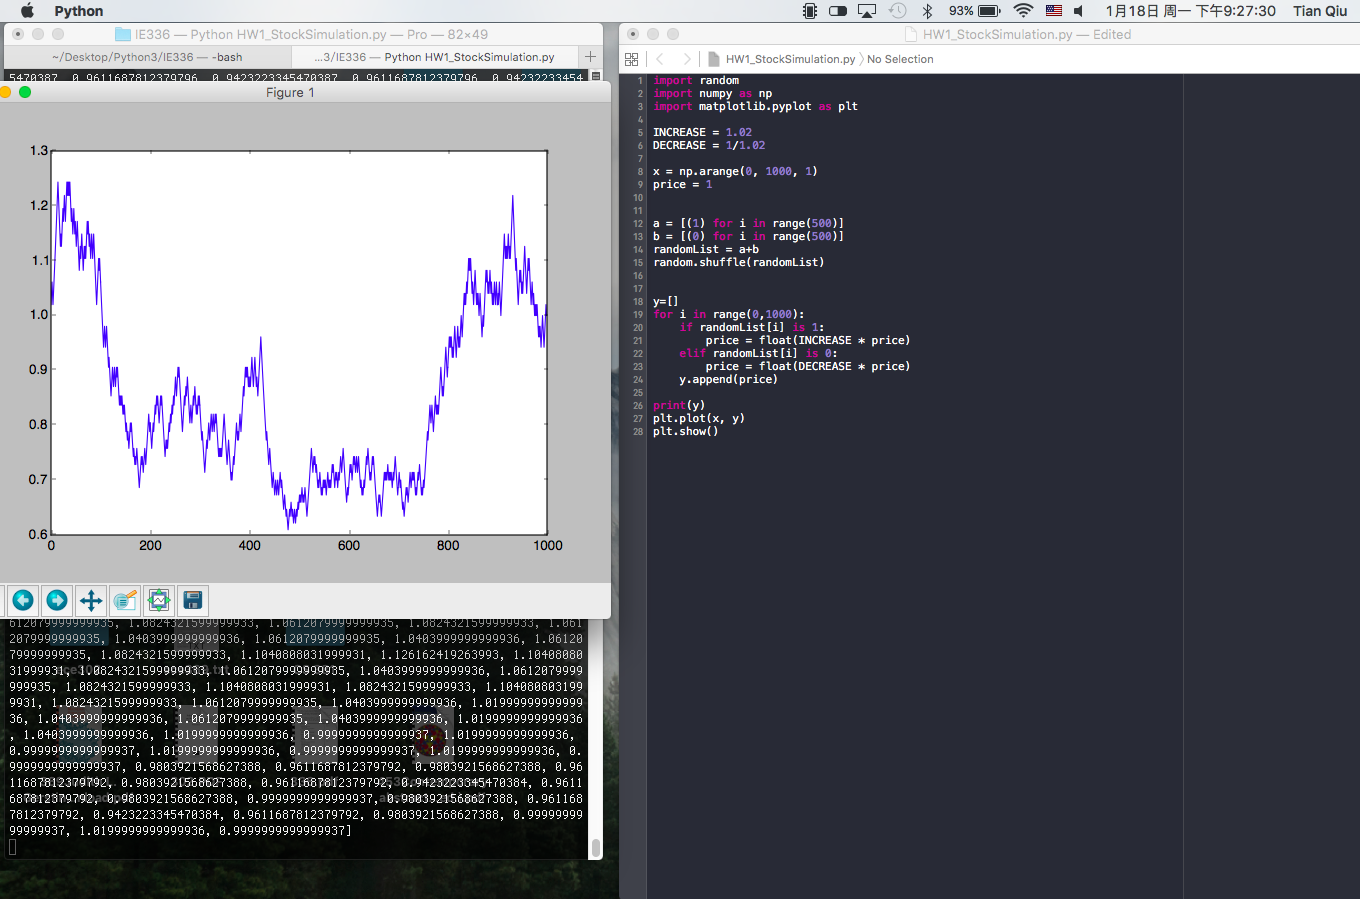 Python
93%
1月18日 周一 下午9:27:30
Tian Qiu
IE336 — Python HW1_StockSimulation.py — Pro — 82×49
~/Desktop/Python3/IE336 — -bash
...3/IE336 — Python HW1_StockSimulation.py
5470387, 0.9611687812379796, 0.9423223345470387, 0.9611687812379796, 0.94232233454
Figure 1
1.3
1.2
1.1
1.0
0.9
0.8
0.7
0.6
0 200 400 600 800 1000
612079999999935, 1.0824321599999933, 1.0612079999999935, 1.0824321599999933, 1.061
2079999999935, 1.0403999999999936, 1.0612079999999935, 1.0403999999999936, 1.0612
079999999935, 1.0824321599999933, 1.1040808031999931, 1.126162419263993, 1.1040808
031999931, 1.0824321599999933, 1.0612079999999935, 1.0403999999999936, 1.0612079999
999935, 1.0824321599999933, 1.1040808031999931, 1.0824321599999933, 1.104080803199
9931, 1.0824321599999933, 1.0612079999999935, 1.0403999999999936, 1.01999999999999
36, 1.0403999999999936, 1.0612079999999935, 1.0403999999999936, 1.0199999999999936
, 1.0403999999999936, 1.0199999999999936, 0.9999999999999937, 1.0199999999999936,
0.9999999999999937, 1.0199999999999936, 0.9999999999999937, 1.0199999999999936, 0.
9999999999999937, 0.9803921568627388, 0.9611687812379792, 0.9803921568627388, 0.96
11687812379792, 0.9803921568627388, 0.9611687812379792, 0.9423223345470384, 0.9611
687812379792, 0.9803921568627388, 0.9999999999999937, 0.9803921568627388, 0.961168
7812379792, 0.9423223345470384, 0.9611687812379792, 0.9803921568627388, 0.99999999
99999937, 1.0199999999999936, 0.9999999999999937]
HW1_StockSimulation.py — Edited
HW1_StockSimulation.py No Selection
1 import random
2 import numpy as np
3 import matplotlib.pyplot as plt
4
5 INCREASE = 1.02
6 DECREASE = 1/1.02
7
8 x = np.arange(0, 1000, 1)
9 price = 1
10
11
12 a = [(1) for i in range(500)]
13 b = [(0) for i in range(500)]
14 randomList = a+b
15 random.shuffle(randomList)
16
17
18 y=[]
19 for i in range(0,1000):
20 if randomList[i] is 1:
21 price = float(INCREASE * price)
22 elif randomList[i] is 0:
23 price = float(DECREASE * price)
24 y.append(price)
25
26 print(y)
27 plt.plot(x, y)
28 plt.show()